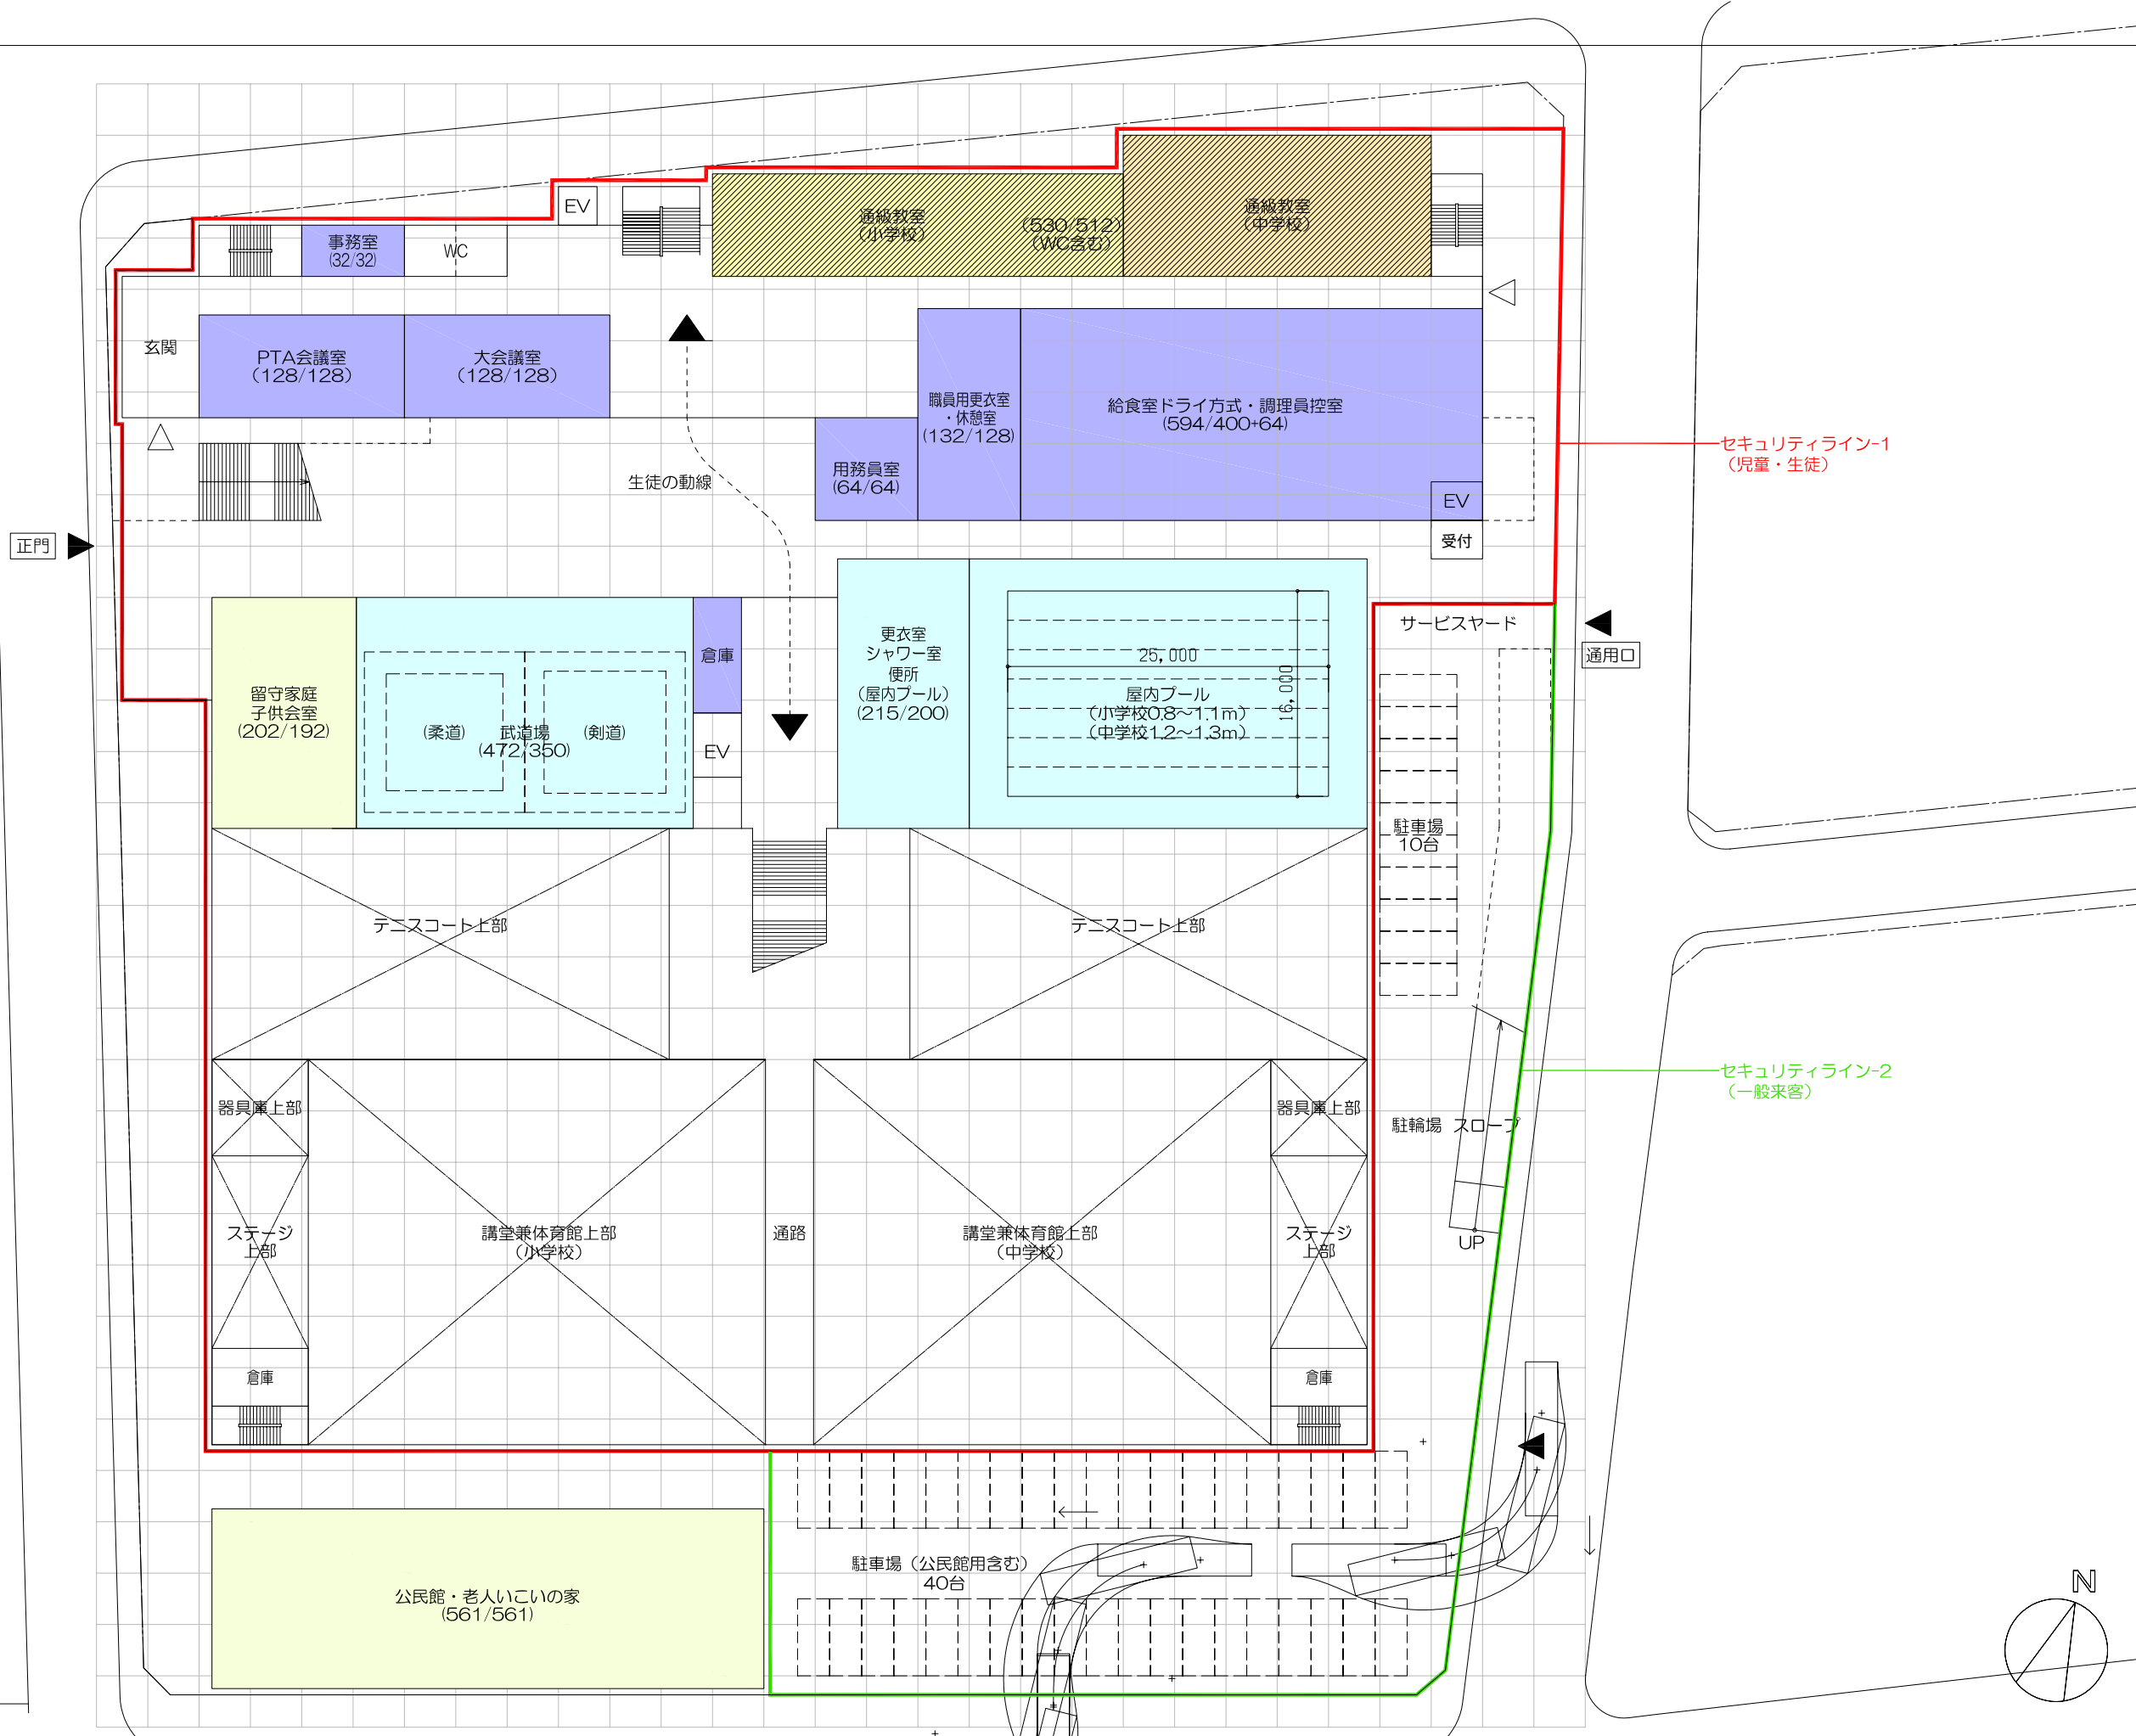 EV
通級教室
（小学校）
（530/512）
（WC含む）
通級教室
（中学校）
事務室
(32/32)
WC
玄関
PTA会議室
（128/128）
大会議室
（128/128）
職員用更衣室
・休憩室
(132/128)
給食室ドライ方式・調理員控室
(594/400+64)
セキュリティライン-1
（児童・生徒）
用務員室
(64/64)
生徒の動線
EV
受付
正門
サービスヤード
通用口
留守家庭
子供会室
(202/192)
（柔道）
武道場
（剣道）
(472/350)
倉庫
EV
更衣室
シャワー室
便所
（屋内プール）
(215/200)
25,000
16,000
屋内プール
（小学校0.8～1.1m）
（中学校1.2～1.3m）
駐車場
10台
テニスコート上部
テニスコート上部
セキュリティライン-2
（一般来客）
器具庫上部
器具庫上部
駐輪場 スロープ
ステージ
上部
講堂兼体育館上部
（小学校）
通路
講堂兼体育館上部
（中学校）
ステージ
上部
UP
倉庫
倉庫
駐車場（公民館用含む）
40台
公民館・老人いこいの家
(561/561)
N